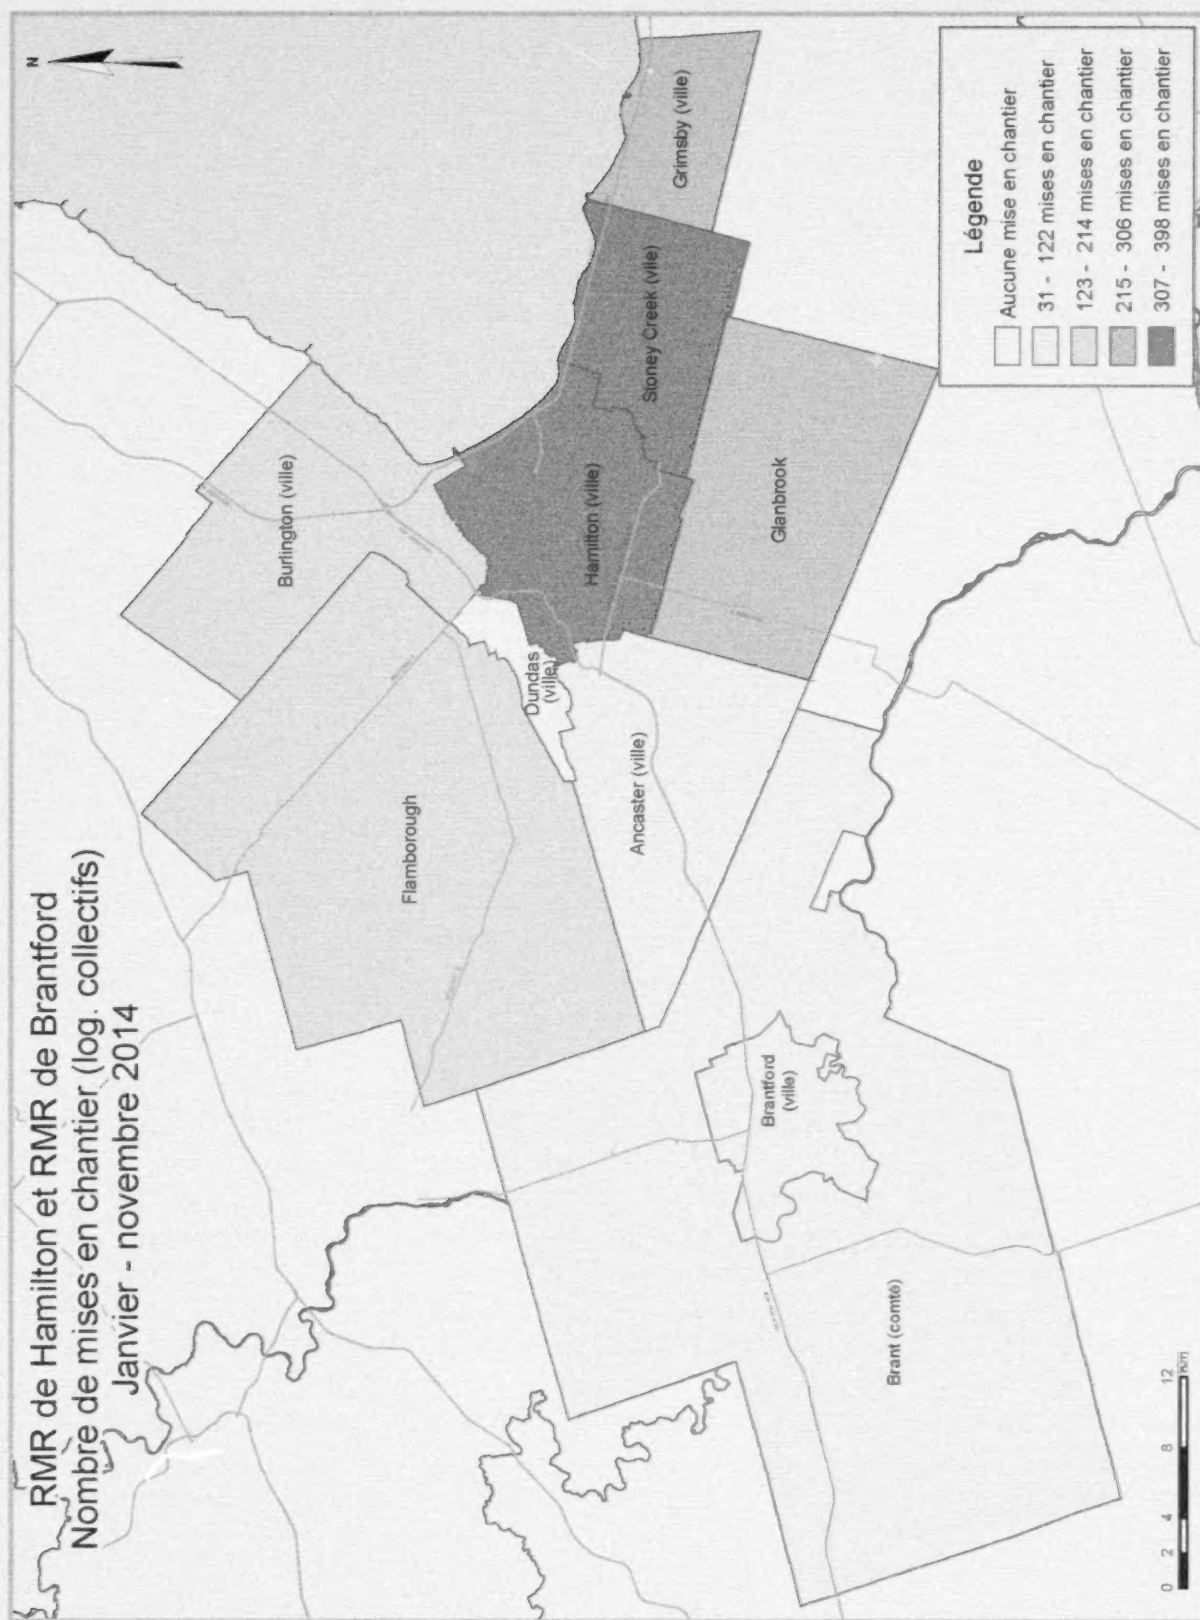 RMR de Hamilton et RMR de Brantford
Nombre de mises en chantier (log. collectifs)
Janvier - novembre 2014
N
Burlington (ville)
Flamborough
Dundas
(ville)
Hamilton (ville)
Stoney Creek (ville)
Grimsby (ville)
Ancaster (ville)
Glanbrook
Brantford
(ville)
Brant (comté)
Légende
Aucune mise en chantier
31 - 122 mises en chantier
123 - 214 mises en chantier
215 - 306 mises en chantier
307 - 398 mises en chantier
0 2 4 8 12
Km